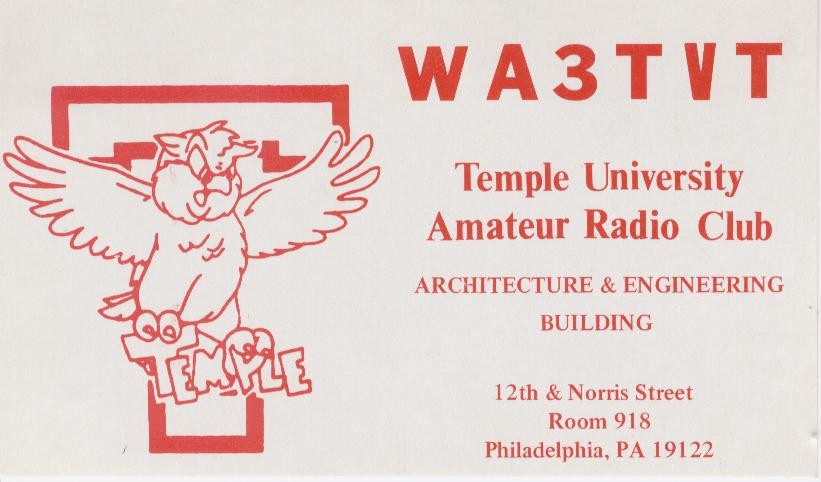 WA3TVT
Temple University
Amateur Radio Club
ARCHITECTURE & ENGINEERING
BUILDING
12th & Norris Street
Room 918
Philadelphia, PA 19122
TEMPLE